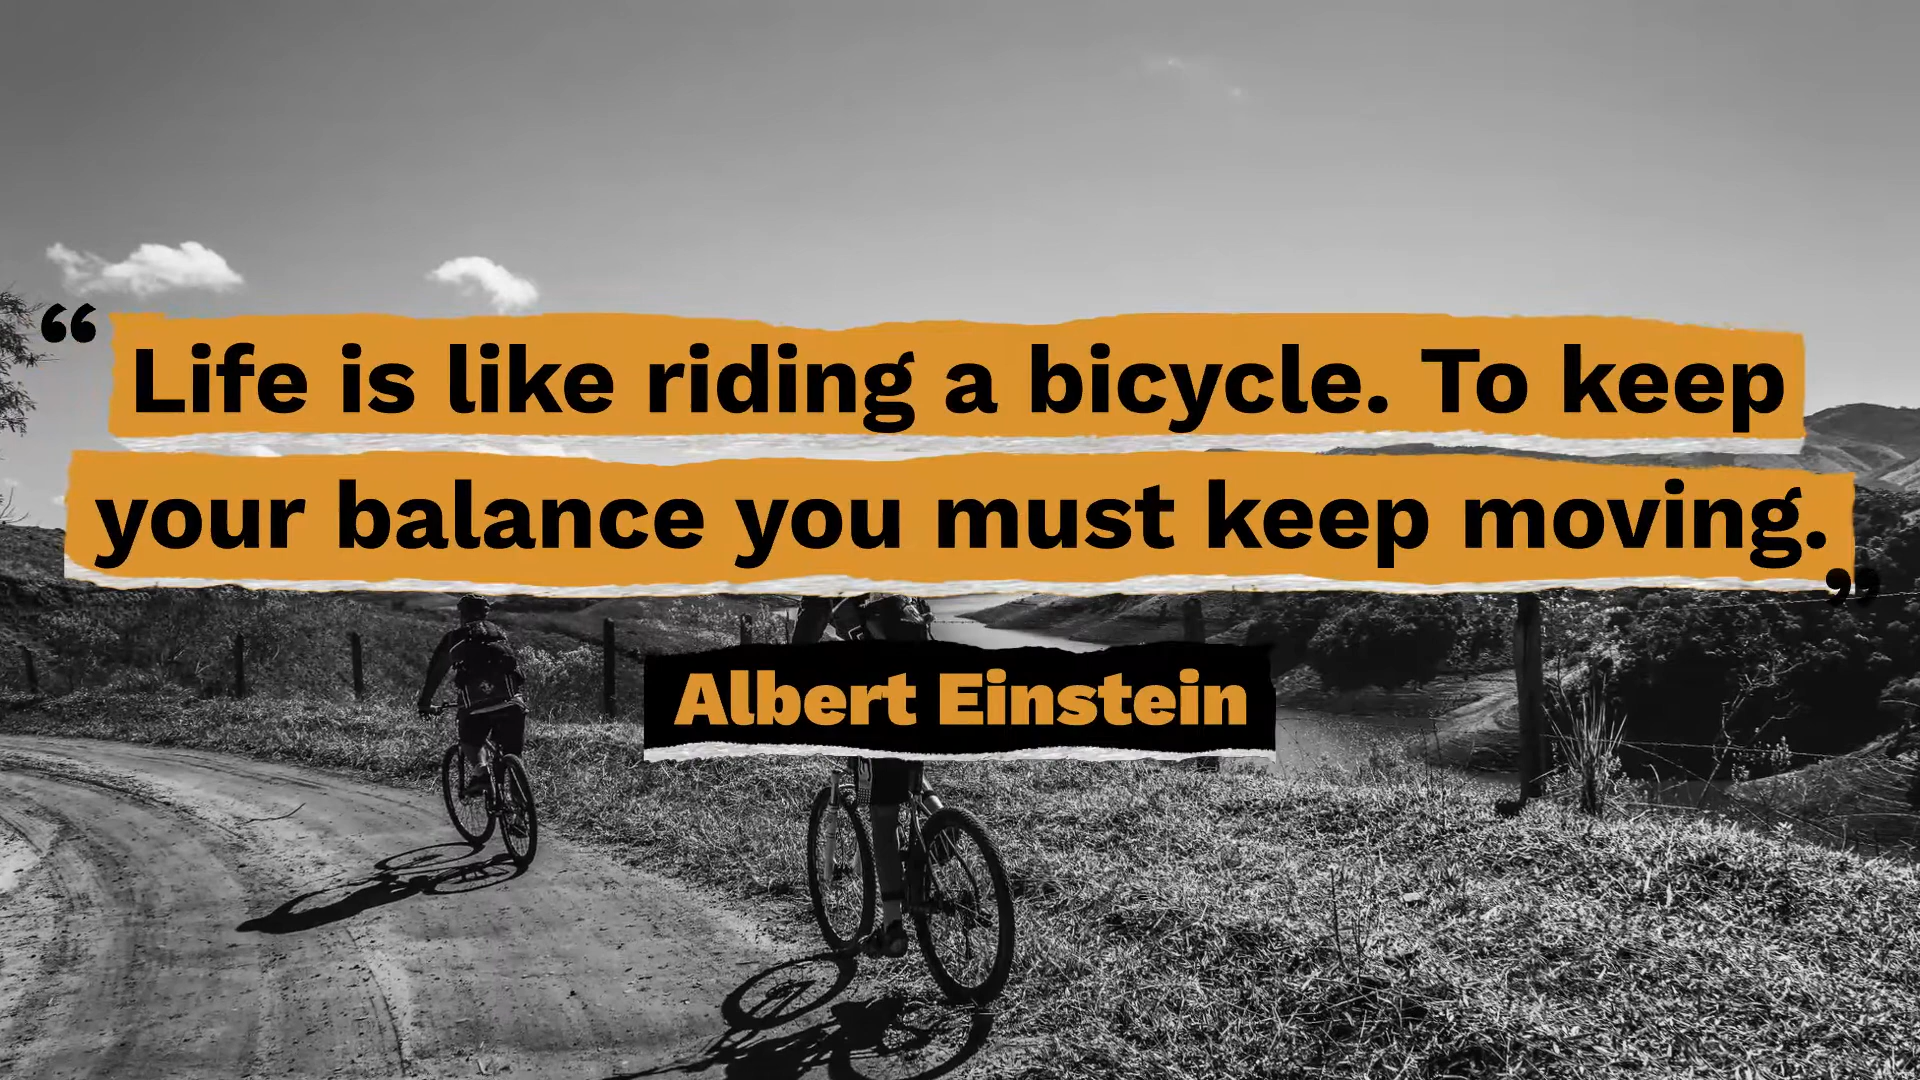 “Life is like riding a bicycle. To keep
your balance you must keep moving.”
Albert Einstein